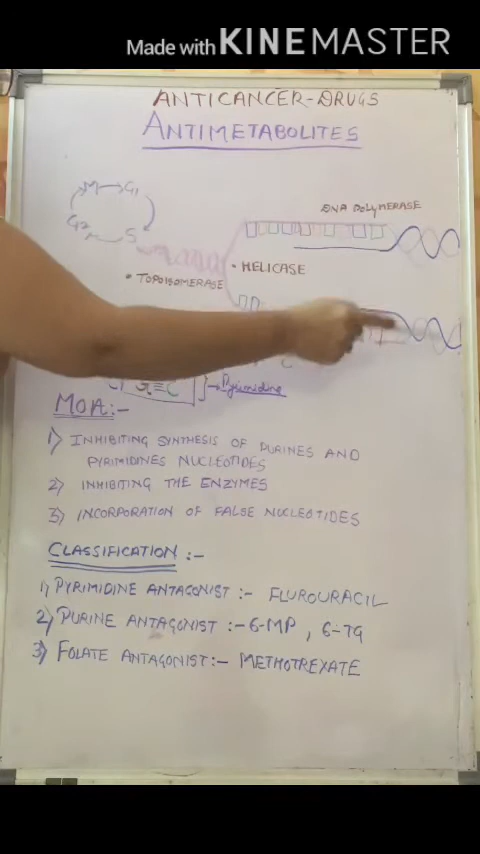 Made with KINEMASTER
ANTICANCER-DRUGS
ANTIMETABOLITES
M G1
G2 S
DNA POLYMERASE
• HELICASE
• TOPOISOMERASE
G≡C Pyrimidine
MOA:-
1) INHIBITING SYNTHESIS OF PURINES AND
PYRIMIDINES NUCLEOTIDES
2) INHIBITING THE ENZYMES
3) INCORPORATION OF FALSE NUCLEOTIDES
CLASSIFICATION :-
1) PYRIMIDINE ANTAGONIST :- FLUROURACIL
2) PURINE ANTAGONIST :- 6-MP , 6-TG
3) FOLATE ANTAGONIST:- METHOTREXATE